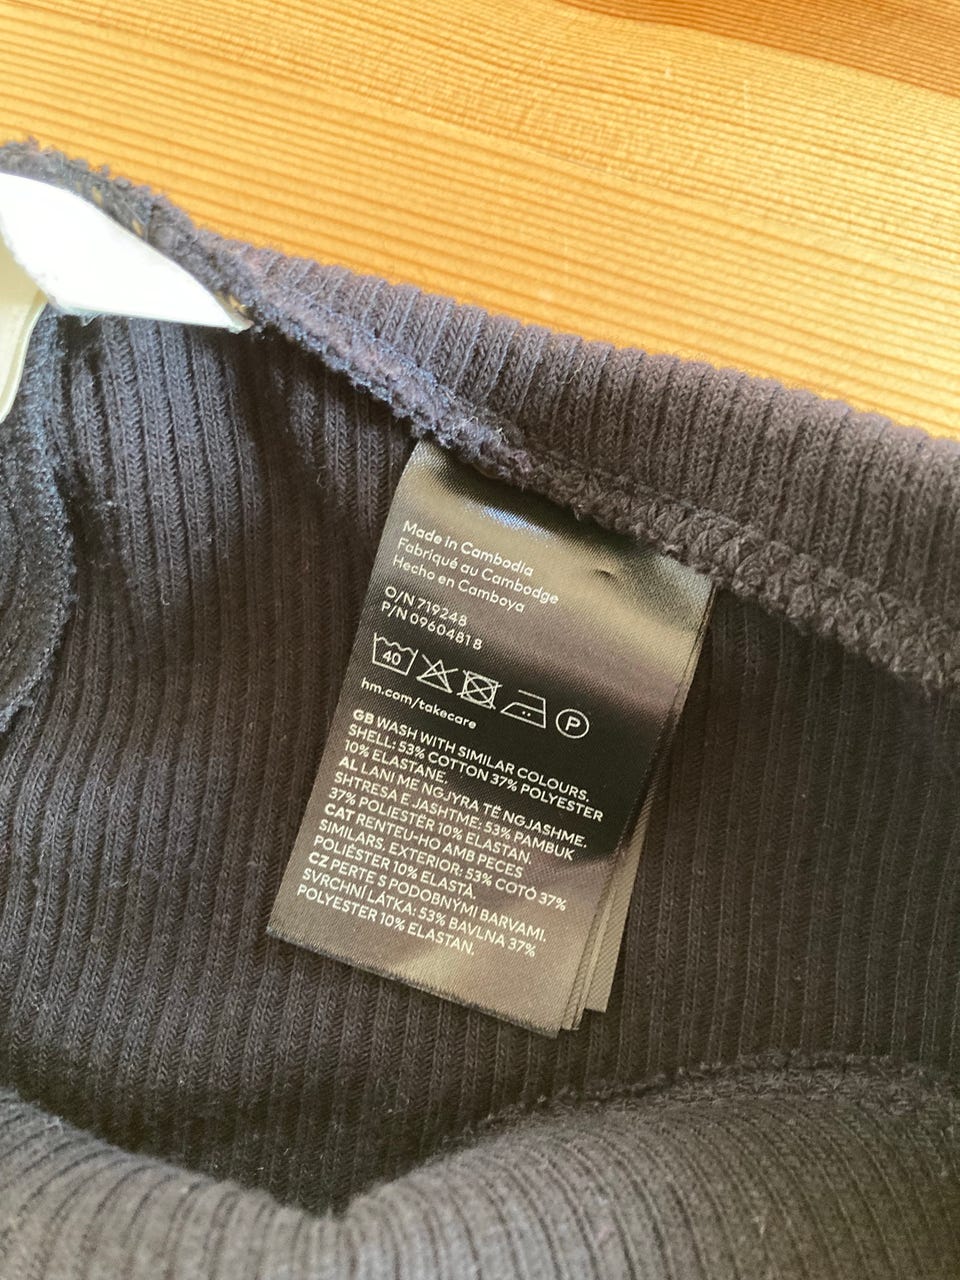 Made in Cambodia
Fabriqué au Cambodge
Hecho en Camboya
O/N 719248
P/N 0960481 8
40
P
hm.com/takecare
GB WASH WITH SIMILAR COLOURS.
SHELL: 53% COTTON 37% POLYESTER
10% ELASTANE.
AL LANI ME NGJYRA TË NGJASHME.
SHTRESA E JASHTME: 53% PAMBUK
37% POLIESTËR 10% ELASTAN.
CAT RENTEU-HO AMB PECES
SIMILARS, EXTERIOR: 53% COTÓ 37%
POLIÈSTER 10% ELASTÀ.
CZ PERTE S PODOBNÝMI BARVAMI.
SVRCHNÍ LÁTKA: 53% BAVLNA 37%
POLYESTER 10% ELASTAN.